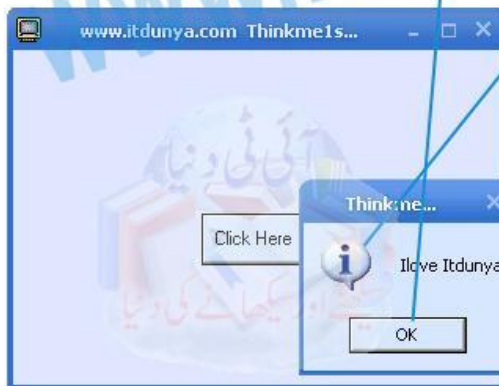 www.itdunya.com Thinkme1s...
آئی ٹی دنیا
Click Here
Thinkme...
Ilove Itdunya
OK